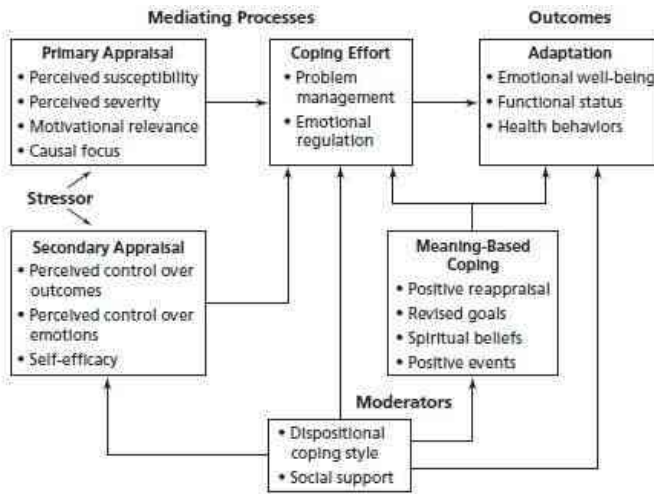 Mediating Processes
Outcomes
Primary Appraisal
• Perceived susceptibility
• Perceived severity
• Motivational relevance
• Causal focus
Coping Effort
• Problem
management
• Emotional
regulation
Adaptation
• Emotional well-being
• Functional status
• Health behaviors
Stressor
Secondary Appraisal
• Perceived control over
outcomes
• Perceived control over
emotions
• Self-efficacy
Meaning-Based
Coping
• Positive reappraisal
• Revised goals
• Spiritual beliefs
• Positive events
Moderators
• Dispositional
coping style
• Social support